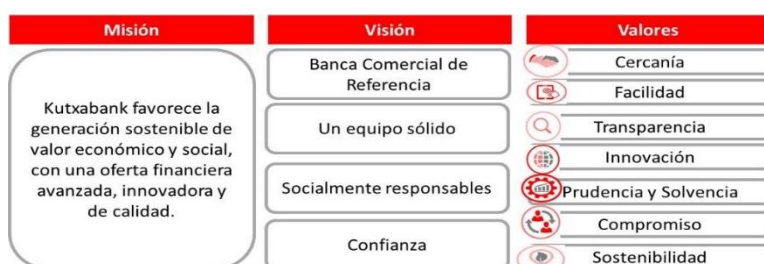 Misión
Kutxabank favorece la
generación sostenible de
valor económico y social,
con una oferta financiera
avanzada, innovadora y
de calidad.
Visión
Banca Comercial de
Referencia
Un equipo sólido
Socialmente responsables
Confianza
Valores
Cercanía
Facilidad
Transparencia
Innovación
Prudencia y Solvencia
Compromiso
Sostenibilidad